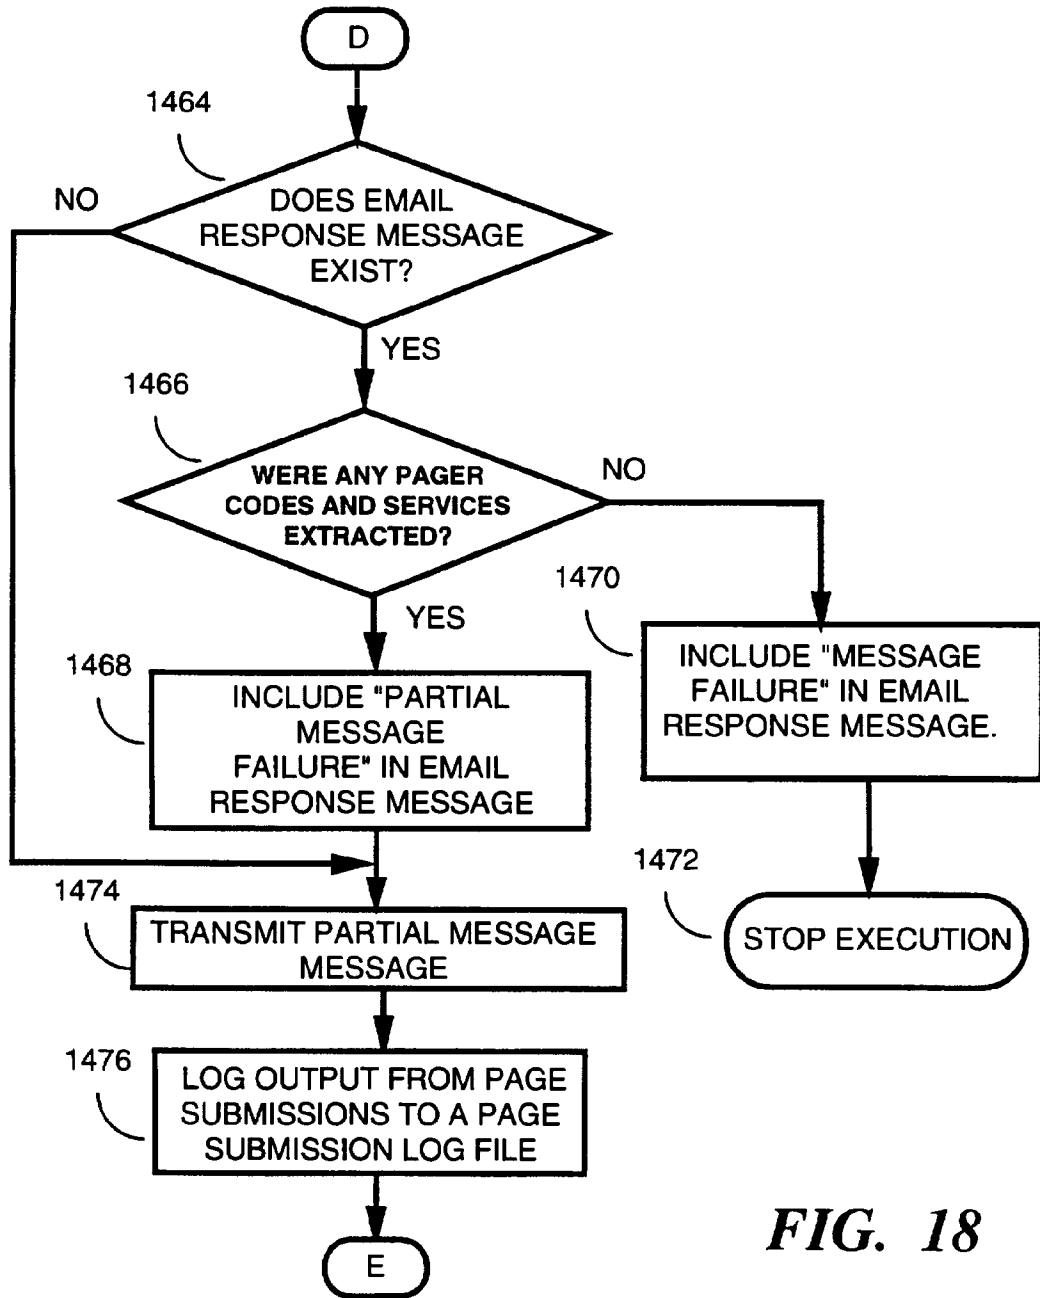 D
1464
NO
DOES EMAIL
RESPONSE MESSAGE
EXIST?
YES
1466
WERE ANY PAGER
CODES AND SERVICES
EXTRACTED?
NO
YES
1468
INCLUDE "PARTIAL
MESSAGE
FAILURE" IN EMAIL
RESPONSE MESSAGE
1470
INCLUDE "MESSAGE
FAILURE" IN EMAIL
RESPONSE MESSAGE.
1472
STOP EXECUTION
1474
TRANSMIT PARTIAL MESSAGE
MESSAGE
1476
LOG OUTPUT FROM PAGE
SUBMISSIONS TO A PAGE
SUBMISSION LOG FILE
E
FIG. 18